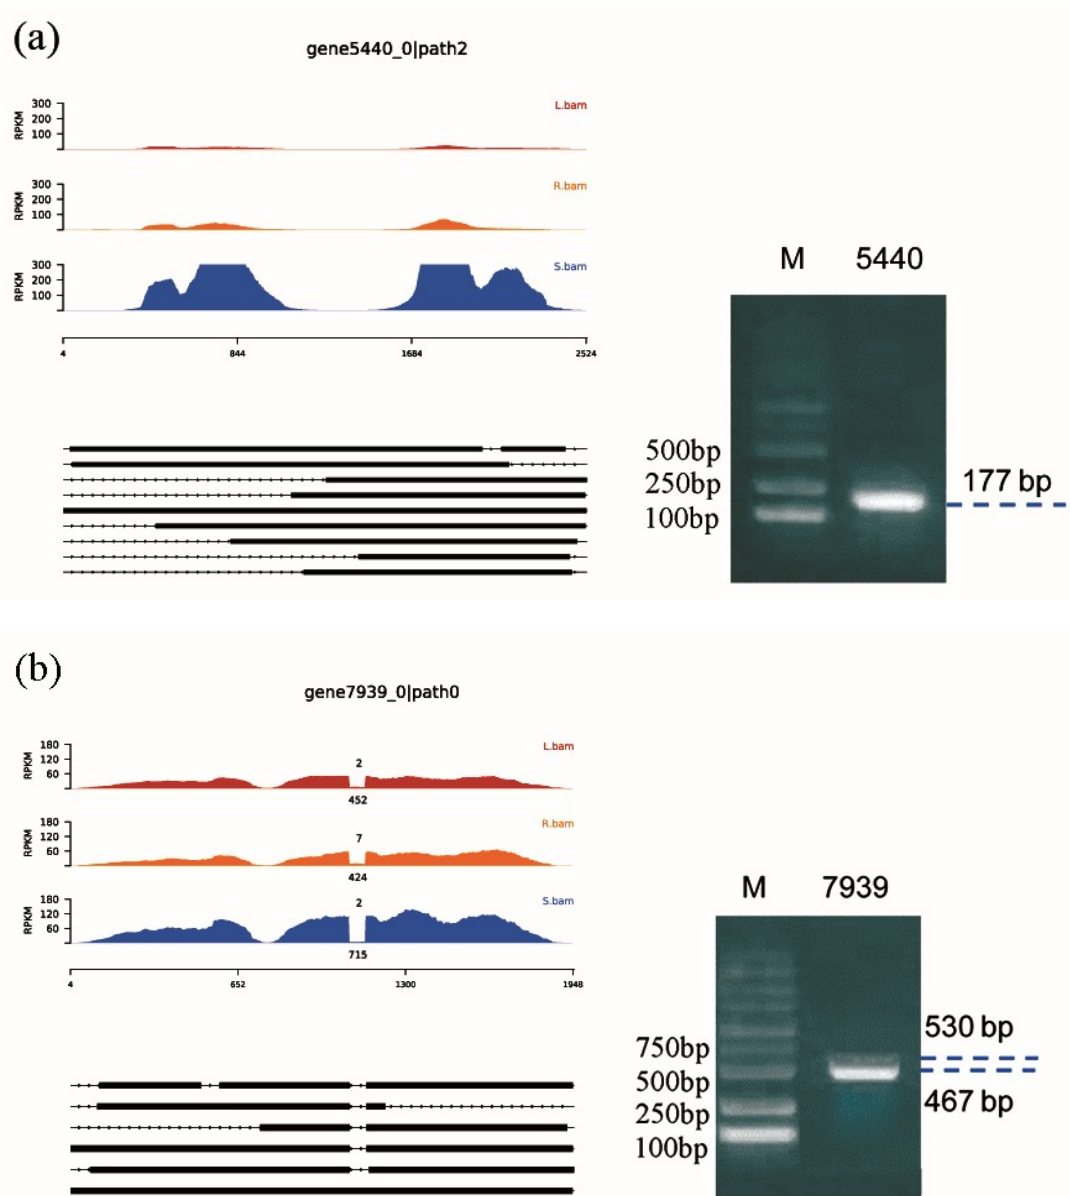 (a)
gene5440_0|path2
RPKM
300
200
100
L.bam
RPKM
300
200
100
R.bam
RPKM
300
200
100
S.bam
4
844
1684
2524
M
5440
500bp
250bp
100bp
177 bp
(b)
gene7939_0|path0
RPKM
180
120
60
L.bam
2
452
RPKM
180
120
60
R.bam
7
424
RPKM
180
120
60
S.bam
2
715
4
652
1300
1948
M
7939
750bp
500bp
250bp
100bp
530 bp
467 bp